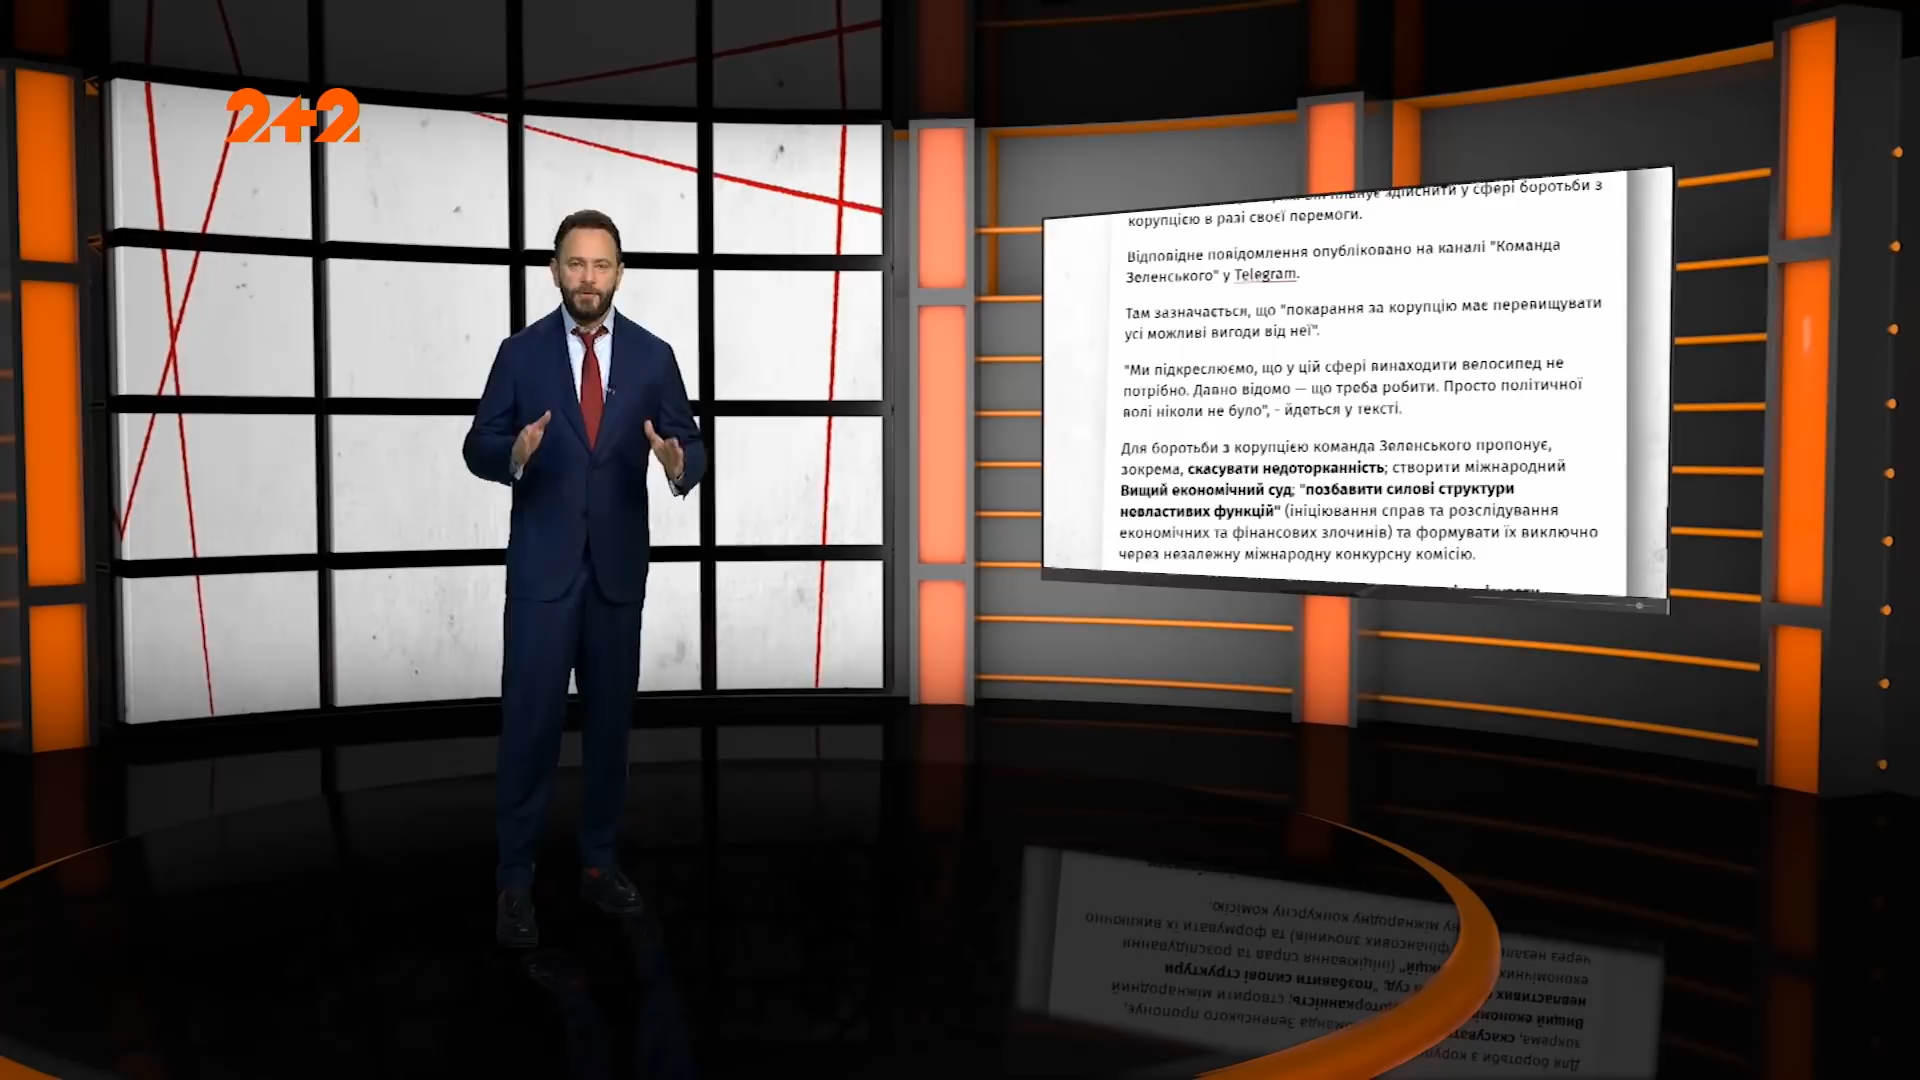 2+2
здійснити у сфері боротьби з
корупцією в разі своєї перемоги.
Відповідне повідомлення опубліковано на каналі "Команда
Зеленського" у Telegram.
Там зазначається, що "покарання за корупцію має перевищувати
усі можливі вигоди від неї".
"Ми підкреслюємо, що у цій сфері винаходити велосипед не
потрібно. Давно відомо — що треба робити. Просто політичної
волі ніколи не було", - йдеться у тексті.
Для боротьби з корупцією команда Зеленського пропонує,
зокрема, скасувати недоторканність; створити міжнародний
Вищий економічний суд; "позбавити силові структури
невластивих функцій" (ініціювання справ та розслідування
економічних та фінансових злочинів) та формувати їх виключно
через незалежну міжнародну конкурсну комісію.